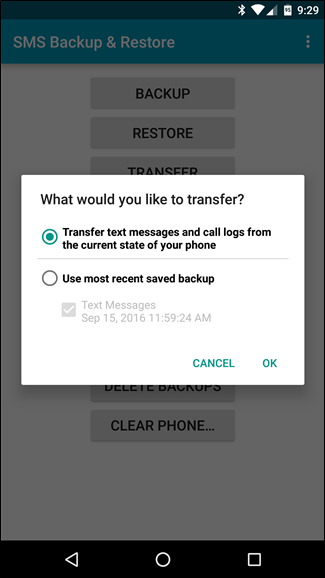 9:29
SMS Backup & Restore
BACKUP
RESTORE
TRANSFER
What would you like to transfer?
Transfer text messages and call logs from
the current state of your phone
Use most recent saved backup
Text Messages
Sep 15, 2016 11:59:24 AM
CANCEL OK
DELETE BACKUPS
CLEAR PHONE...